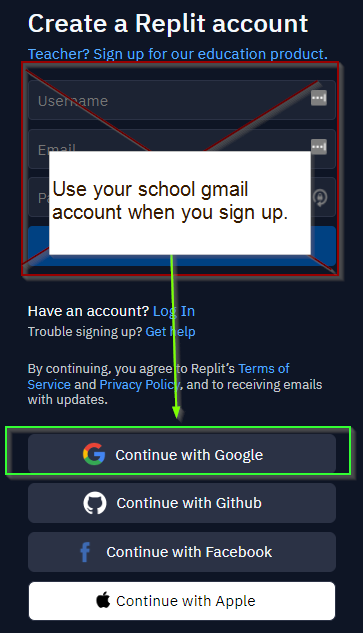 Create a Replit account
Teacher? Sign up for our education product.
Username
Email
Pa
Use your school gmail
account when you sign up.
Have an account? Log In
Trouble signing up? Get help
By continuing, you agree to Replit's Terms of
Service and Privacy Policy, and to receiving emails
with updates.
Continue with Google
Continue with Github
Continue with Facebook
Continue with Apple